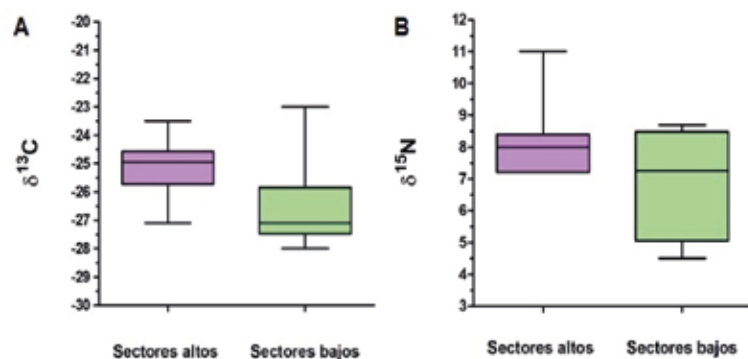 A
δ13C
-20
-21
-22
-23
-24
-25
-26
-27
-28
-29
-30
Sectores altos
Sectores bajos
B
δ15N
12
11
10
9
8
7
6
5
4
3
Sectores altos
Sectores bajos